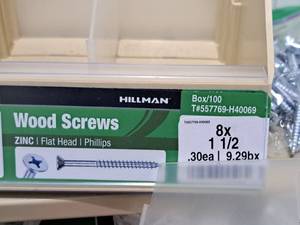 HILLMAN
Box/100
T#557769-H40069
Wood Screws
ZINC | Flat Head | Phillips
8x
1 1/2
.30ea | 9.29bx